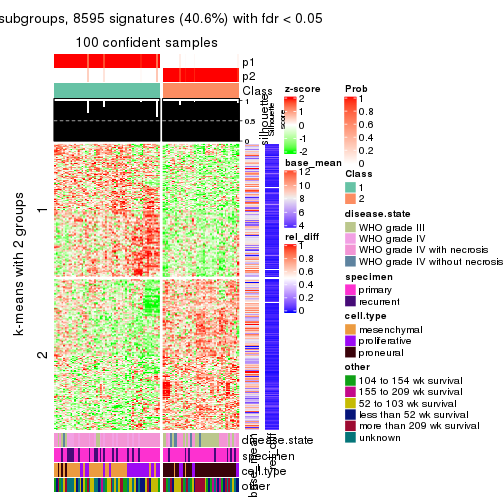 subgroups, 8595 signatures (40.6%) with fdr < 0.05
100 confident samples
p1
p2
Class
1
0.5
0
silhouette
k-means with 2 groups
1
2
disease.state
specimen
cell.type
other
base_mean
rel_diff
z-score
2
1
0
-1
-2
silhouette
score
base_mean
12
10
8
6
4
rel_diff
1
0.8
0.6
0.4
0.2
0
Prob
1
0.8
0.6
0.4
0.2
0
Class
1
2
disease.state
WHO grade III
WHO grade IV
WHO grade IV with necrosis
WHO grade IV without necrosis
specimen
primary
recurrent
cell.type
mesenchymal
proliferative
proneural
other
104 to 154 wk survival
155 to 209 wk survival
52 to 103 wk survival
less than 52 wk survival
more than 209 wk survival
unknown